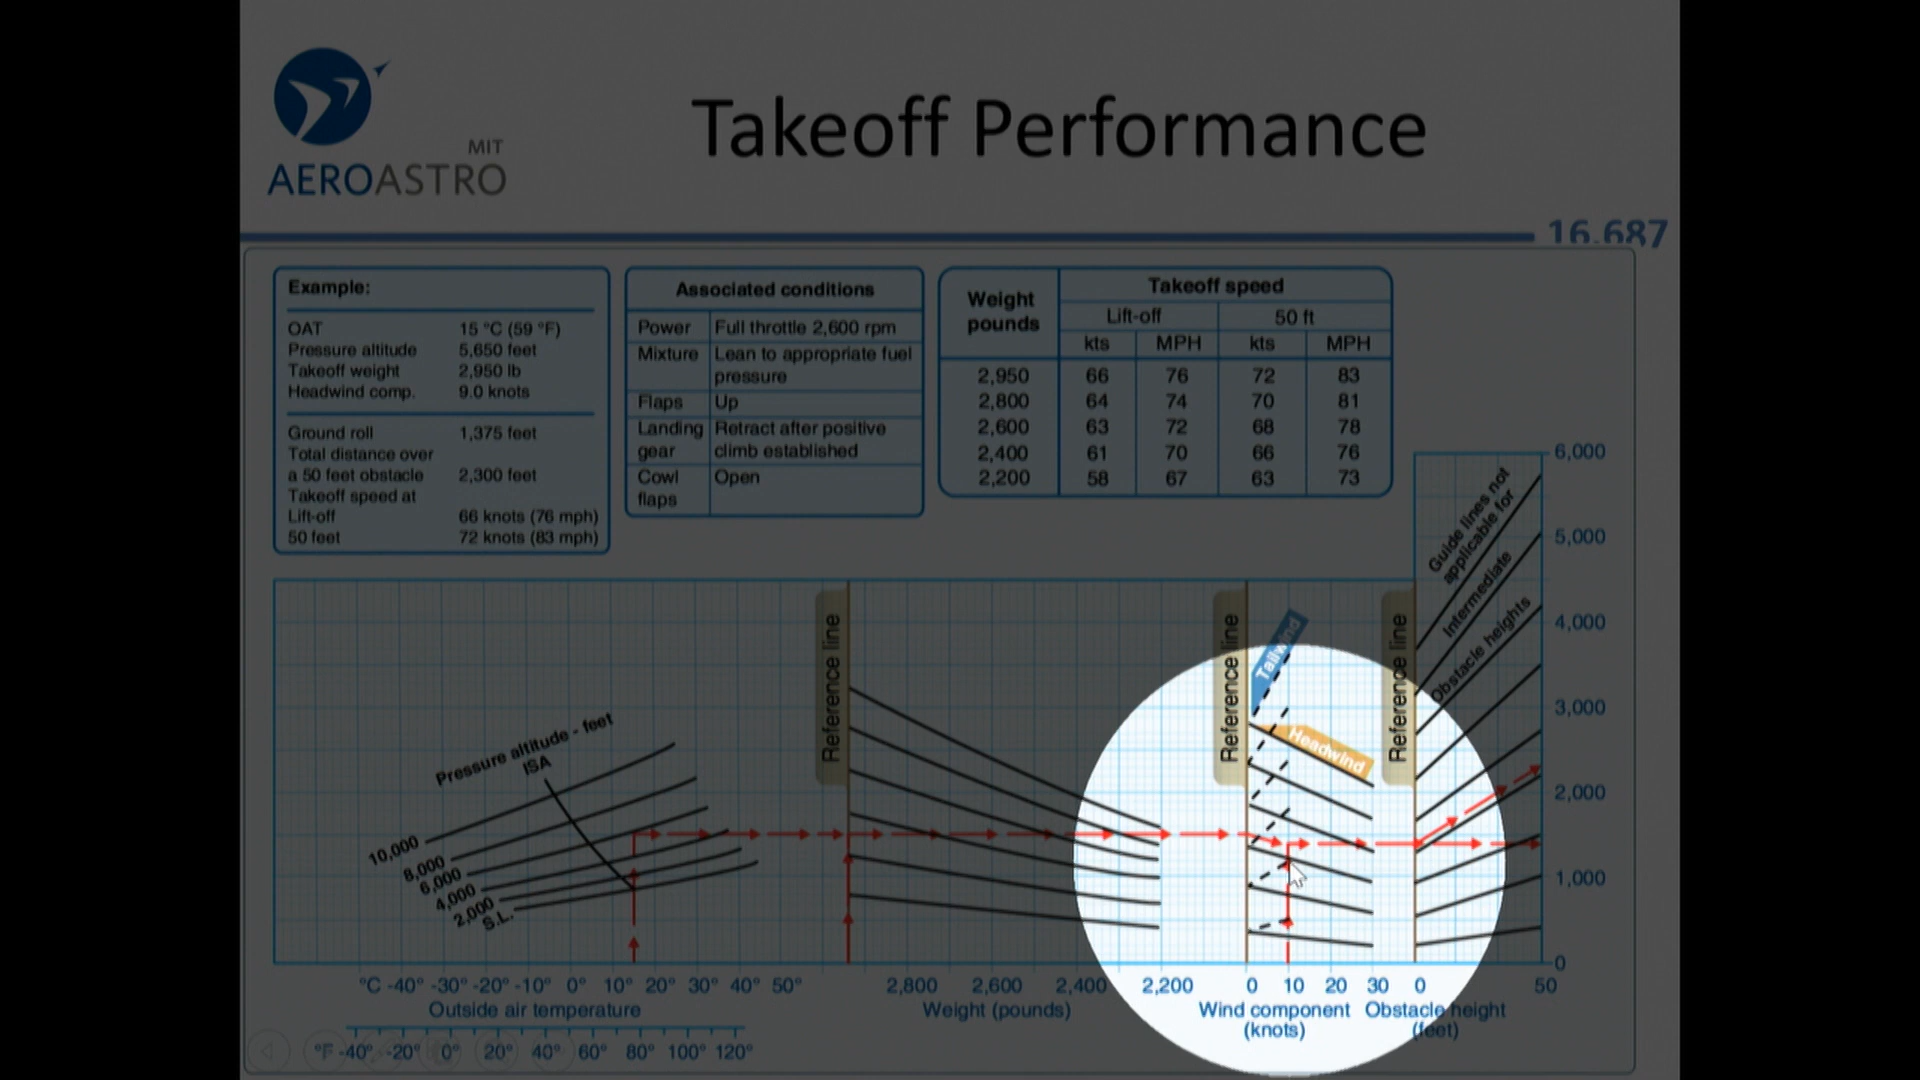 MIT
AEROASTRO
Takeoff Performance
16.687
Example:
OAT 15 °C (59 °F)
Pressure altitude 5,650 feet
Takeoff weight 2,950 lb
Headwind comp. 9.0 knots
Ground roll 1,375 feet
Total distance over
a 50 feet obstacle 2,300 feet
Takeoff speed at
Lift-off 66 knots (76 mph)
50 feet 72 knots (83 mph)
Associated conditions
Power Full throttle 2,600 rpm
Mixture Lean to appropriate fuel
pressure
Flaps Up
Landing Retract after positive
gear climb established
Cowl Open
flaps
Weight
pounds
Takeoff speed
Lift-off 50 ft
kts MPH kts MPH
2,950 66 76 72 83
2,800 64 74 70 81
2,600 63 72 68 78
2,400 61 70 66 76
2,200 58 67 63 73
Pressure altitude - feet
ISA
10,000
8,000
6,000
4,000
2,000
S.L.
Reference line
Reference line
Tailwind
Headwind
Reference line
Guide lines not
applicable for
Intermediate
Obstacle heights
6,000
5,000
4,000
3,000
2,000
1,000
0
°C -40° -30° -20° -10° 0° 10° 20° 30° 40° 50°
Outside air temperature
°F -40° -20° 0° 20° 40° 60° 80° 100° 120°
2,800 2,600 2,400 2,200
Weight (pounds)
0 10 20 30
Wind component
(knots)
0 50
Obstacle height
(feet)